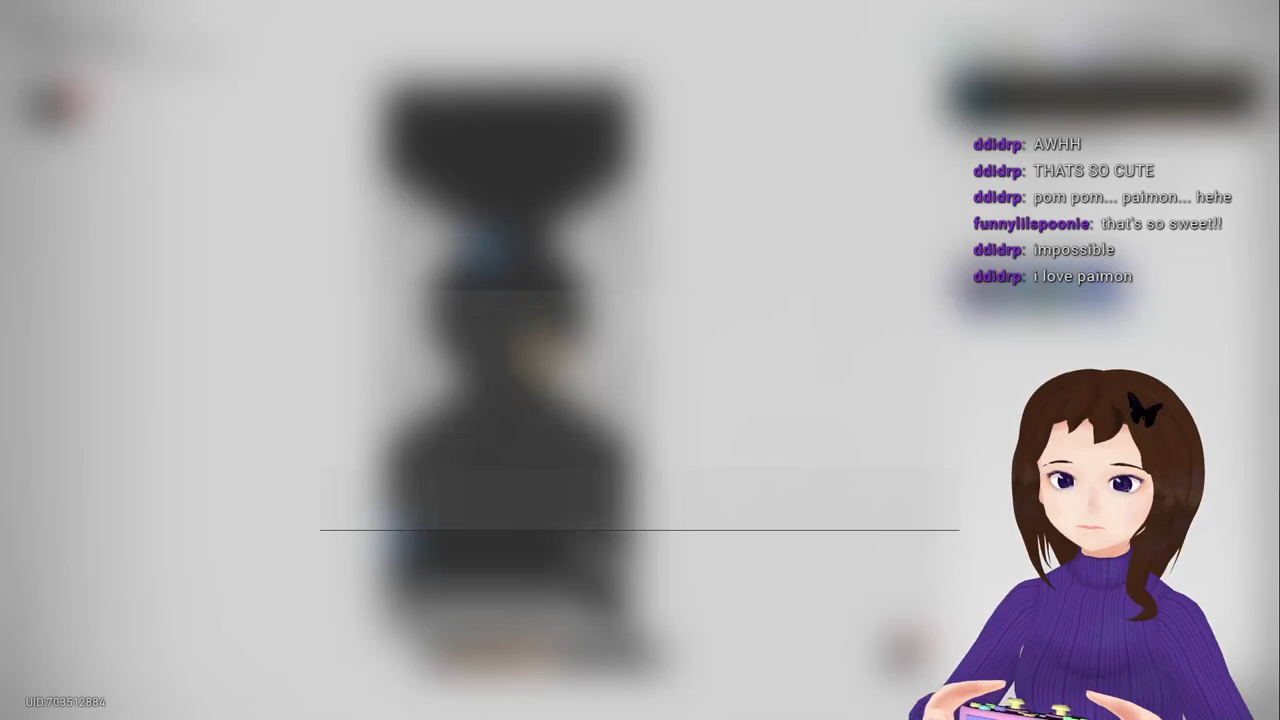 ddidrp: AWHH
ddidrp: THATS SO CUTE
ddidrp: pom pom... paimon... hehe
funnylilspoonie: that's so sweet!!
ddidrp: impossible
ddidrp: i love paimon
UID:703512884